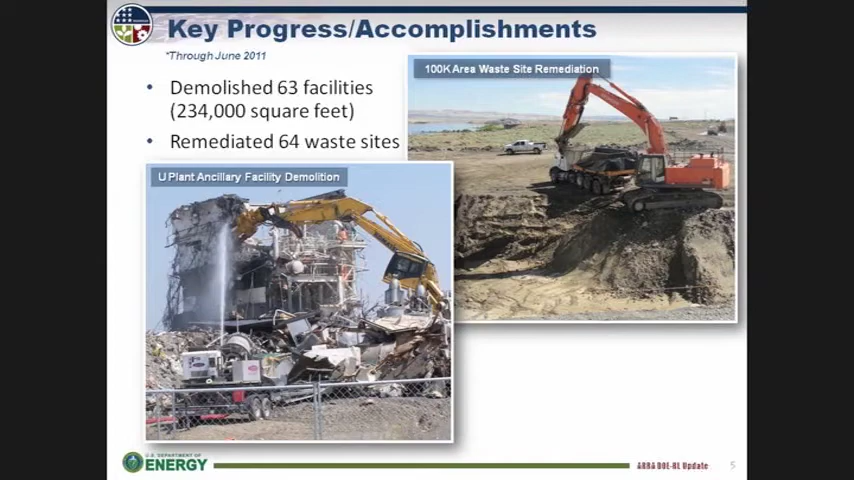 Key Progress/Accomplishments
*Through June 2011
• Demolished 63 facilities
(234,000 square feet)
• Remediated 64 waste sites
100K Area Waste Site Remediation
U Plant Ancillary Facility Demolition
U.S. DEPARTMENT OF
ENERGY
ARRA DOE-RL Update
5